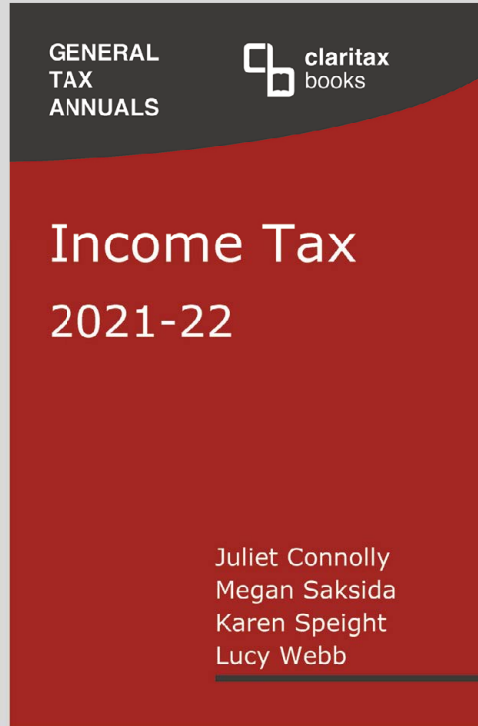 GENERAL
TAX
ANNUALS
claritax
books
Income Tax
2021-22
Juliet Connolly
Megan Saksida
Karen Speight
Lucy Webb